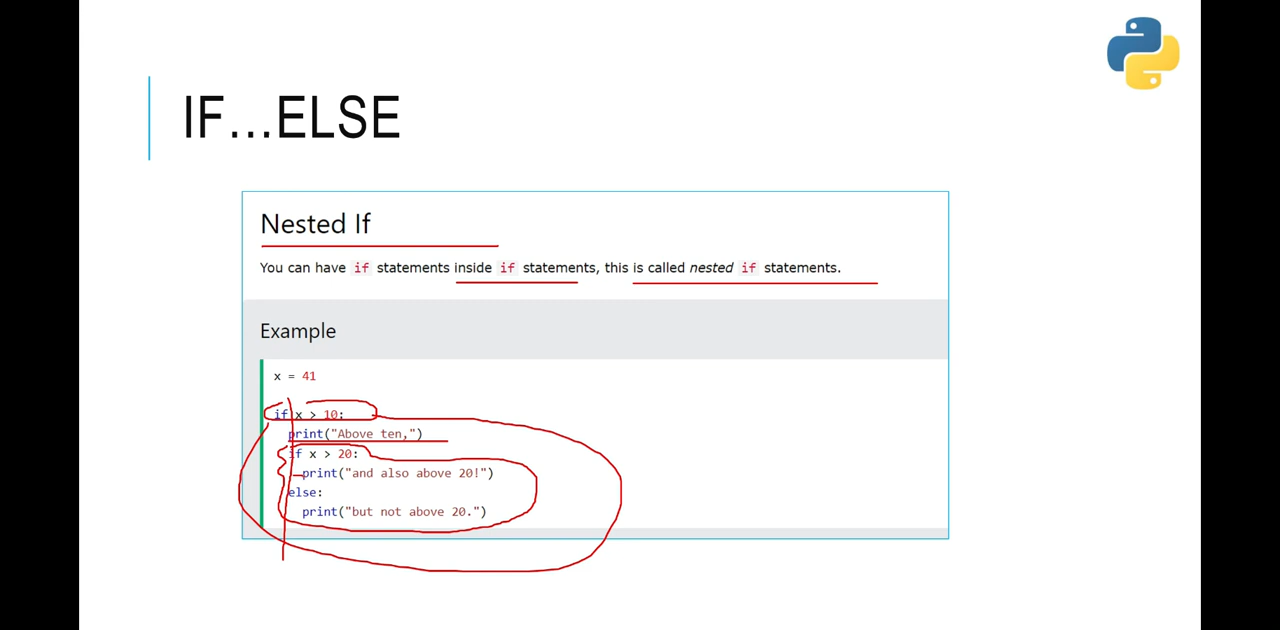 IF...ELSE
Nested If
You can have if statements inside if statements, this is called nested if statements.
Example
x = 41
if x > 10:
print("Above ten,")
if x > 20:
print("and also above 20!")
else:
print("but not above 20.")